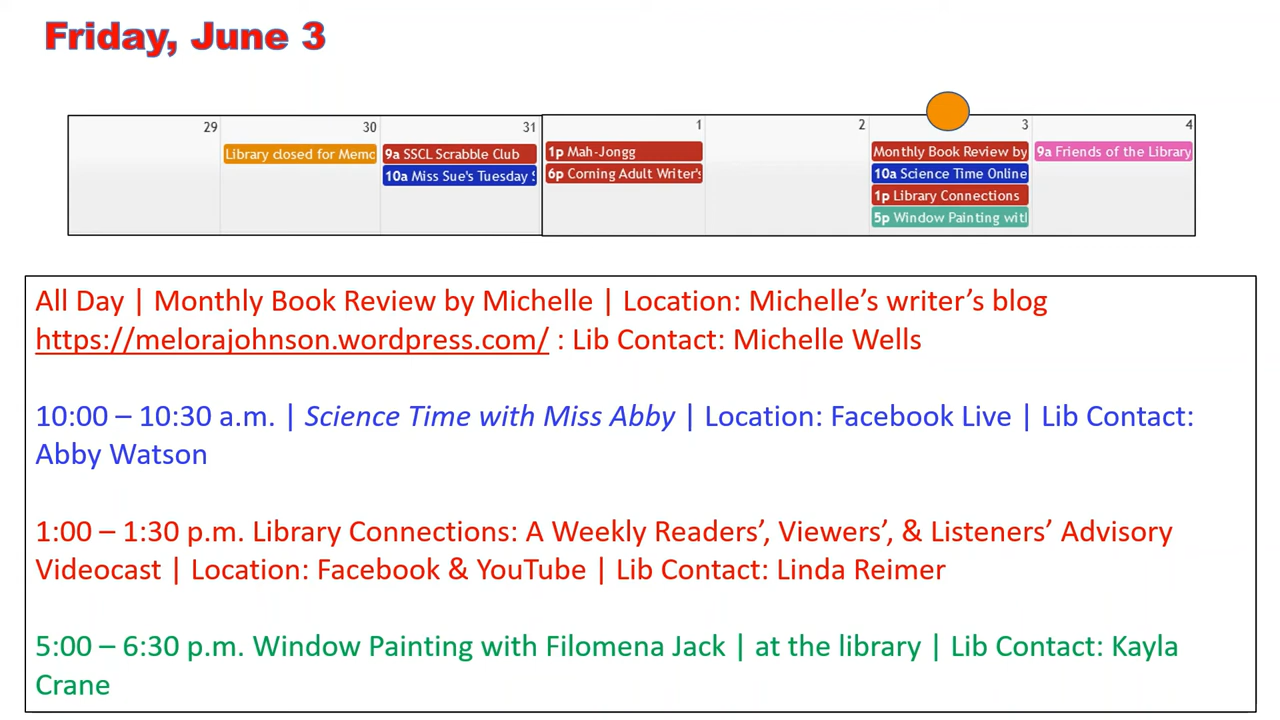 Friday, June 3
29 30 31 1 2 3 4
Library closed for Memo 9a SSCL Scrabble Club 1p Mah-Jongg Monthly Book Review by 9a Friends of the Library
10a Miss Sue's Tuesday S 6p Corning Adult Writer's 10a Science Time Online
1p Library Connections
5p Window Painting with
All Day | Monthly Book Review by Michelle | Location: Michelle’s writer’s blog
https://melorajohnson.wordpress.com/ : Lib Contact: Michelle Wells
10:00 – 10:30 a.m. | Science Time with Miss Abby | Location: Facebook Live | Lib Contact:
Abby Watson
1:00 – 1:30 p.m. Library Connections: A Weekly Readers’, Viewers’, & Listeners’ Advisory
Videocast | Location: Facebook & YouTube | Lib Contact: Linda Reimer
5:00 – 6:30 p.m. Window Painting with Filomena Jack | at the library | Lib Contact: Kayla
Crane